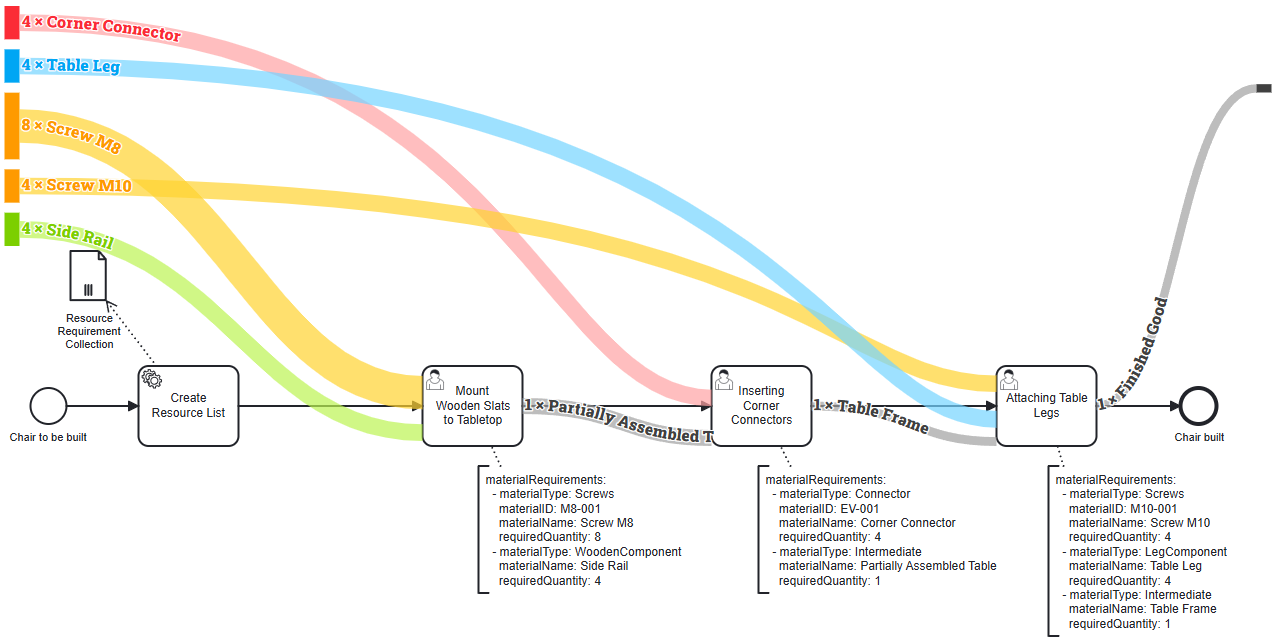 4 × Corner Connector
4 × Table Leg
8 × Screw M8
4 × Screw M10
4 × Side Rail
Resource
Requirement
Collection
Chair to be built
Create
Resource List
Mount
Wooden Slats
to Tabletop
1 × Partially Assembled T
Inserting
Corner
Connectors
1 × Table Frame
Attaching Table
Legs
1 × Finished Good
Chair built
materialRequirements:
- materialType: Screws
materialID: M8-001
materialName: Screw M8
requiredQuantity: 8
- materialType: WoodenComponent
materialName: Side Rail
requiredQuantity: 4
materialRequirements:
- materialType: Connector
materialID: EV-001
materialName: Corner Connector
requiredQuantity: 4
- materialType: Intermediate
materialName: Partially Assembled Table
requiredQuantity: 1
materialRequirements:
- materialType: Screws
materialID: M10-001
materialName: Screw M10
requiredQuantity: 4
- materialType: LegComponent
materialName: Table Leg
requiredQuantity: 4
- materialType: Intermediate
materialName: Table Frame
requiredQuantity: 1